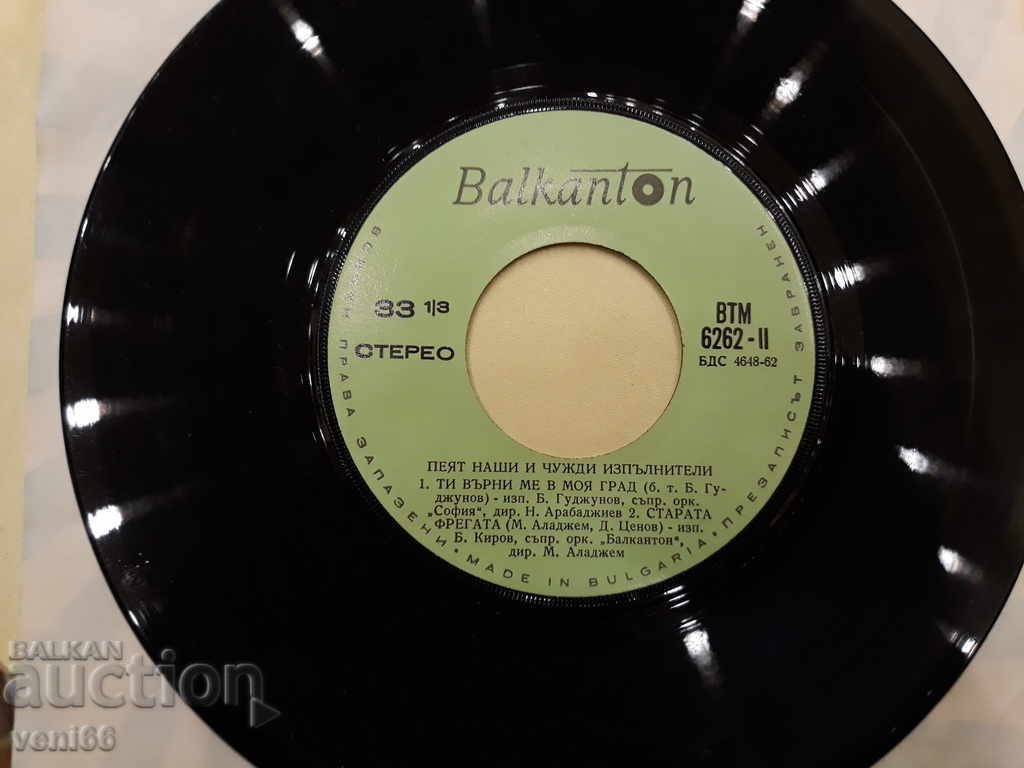 Balkanton
33 1/3
СТЕРЕО
ВТМ
6262-II
БДС 4648-62
ПЕЯТ НАШИ И ЧУЖДИ ИЗПЪЛНИТЕЛИ
1. ТИ ВЪРНИ МЕ В МОЯ ГРАД (б. т. Б. Гу-
джунов) - изп. Б. Гуджунов, съпр. орк.
„София“, дир. Н. Арабаджиев 2. СТАРАТА
ФРЕГАТА (М. Аладжем, Д. Ценов) - изп.
Б. Киров, съпр. орк. „Балкантон“,
дир. М. Аладжем
ВСИЧКИ ПРАВА ЗАПАЗЕНИ · MADE IN BULGARIA · ПРЕЗАПИСЪТ ЗАБРАНЕН
BALKAN
auction
veni66